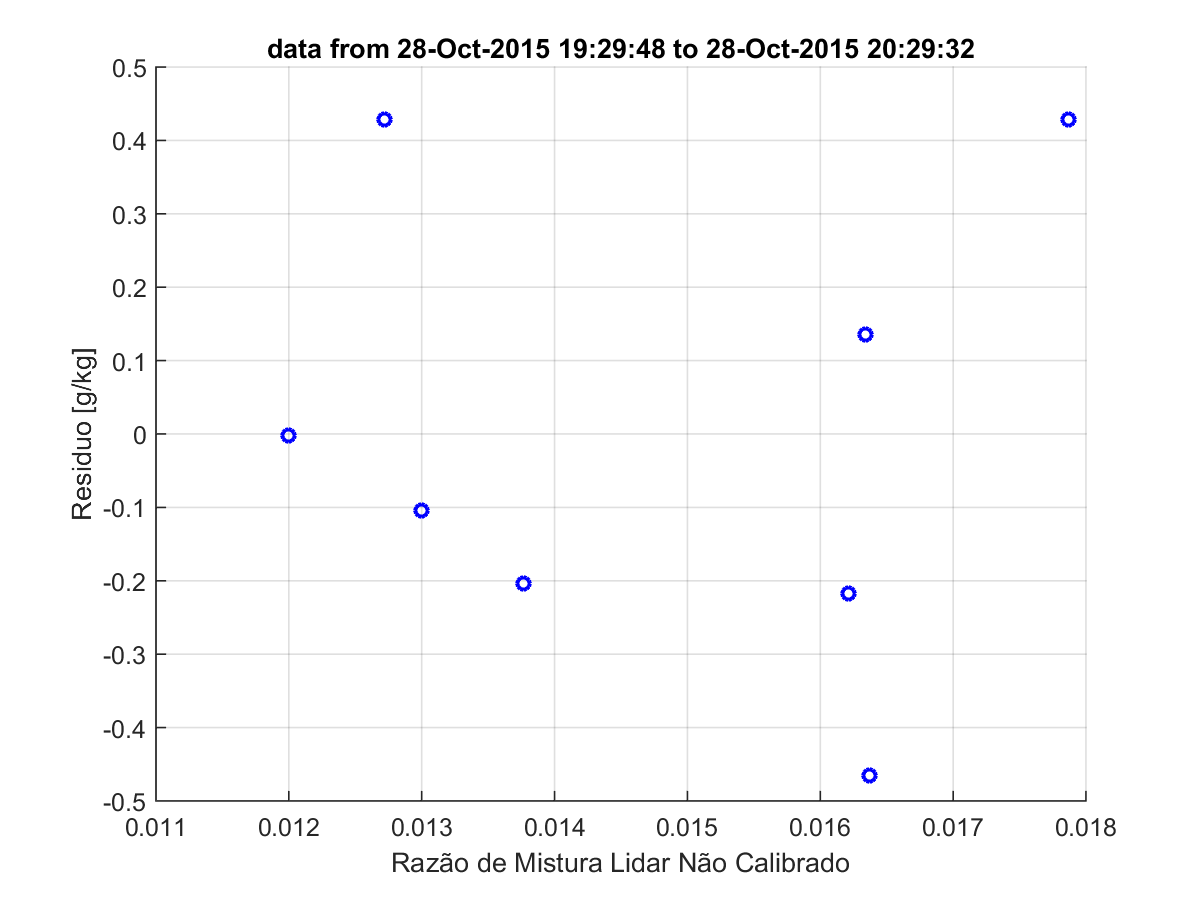 data from 28-Oct-2015 19:29:48 to 28-Oct-2015 20:29:32
0.5
0.4
0.3
0.2
0.1
0
-0.1
-0.2
-0.3
-0.4
-0.5
Residuo [g/kg]
0.011 0.012 0.013 0.014 0.015 0.016 0.017 0.018
Razão de Mistura Lidar Não Calibrado